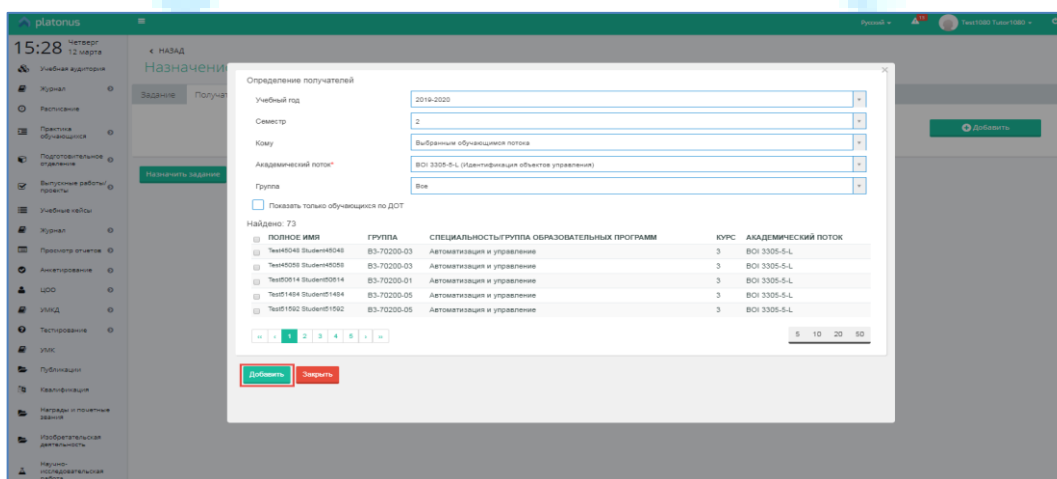 platonus
Русский
11
Test1080 Tutor1080
15:28 Четверг
12 марта
НАЗАД
Назначени
Задание Получат
Добавить
Назначить задание
Учебная аудитория
Журнал
Расписание
Практика
обучающихся
Подготовительное
отделение
Выпускные работы/
проекты
Учебные кейсы
Журнал
Просмотр отчетов
Анкетирование
ЦОО
УМКД
Тестирование
УМК
Публикации
Квалификация
Награды и почетные
звания
Изобретательская
деятельность
Научно-
исследовательская
работа
Определение получателей
Учебный год 2019-2020
Семестр 2
Кому Выбранным обучающимся потока
Академический поток* BOI 3305-5-L (Идентификация объектов управления)
Группа Все
Показать только обучающихся по ДОТ
Найдено: 73
ПОЛНОЕ ИМЯ ГРУППА СПЕЦИАЛЬНОСТЬ/ГРУППА ОБРАЗОВАТЕЛЬНЫХ ПРОГРАММ КУРС АКАДЕМИЧЕСКИЙ ПОТОК
Test45048 Student45048 B3-70200-03 Автоматизация и управление 3 BOI 3305-5-L
Test45058 Student45058 B3-70200-03 Автоматизация и управление 3 BOI 3305-5-L
Test50614 Student50614 B3-70200-01 Автоматизация и управление 3 BOI 3305-5-L
Test51484 Student51484 B3-70200-05 Автоматизация и управление 3 BOI 3305-5-L
Test51592 Student51592 B3-70200-05 Автоматизация и управление 3 BOI 3305-5-L
« ‹ 1 2 3 4 5 › »
5 10 20 50
Добавить Закрыть